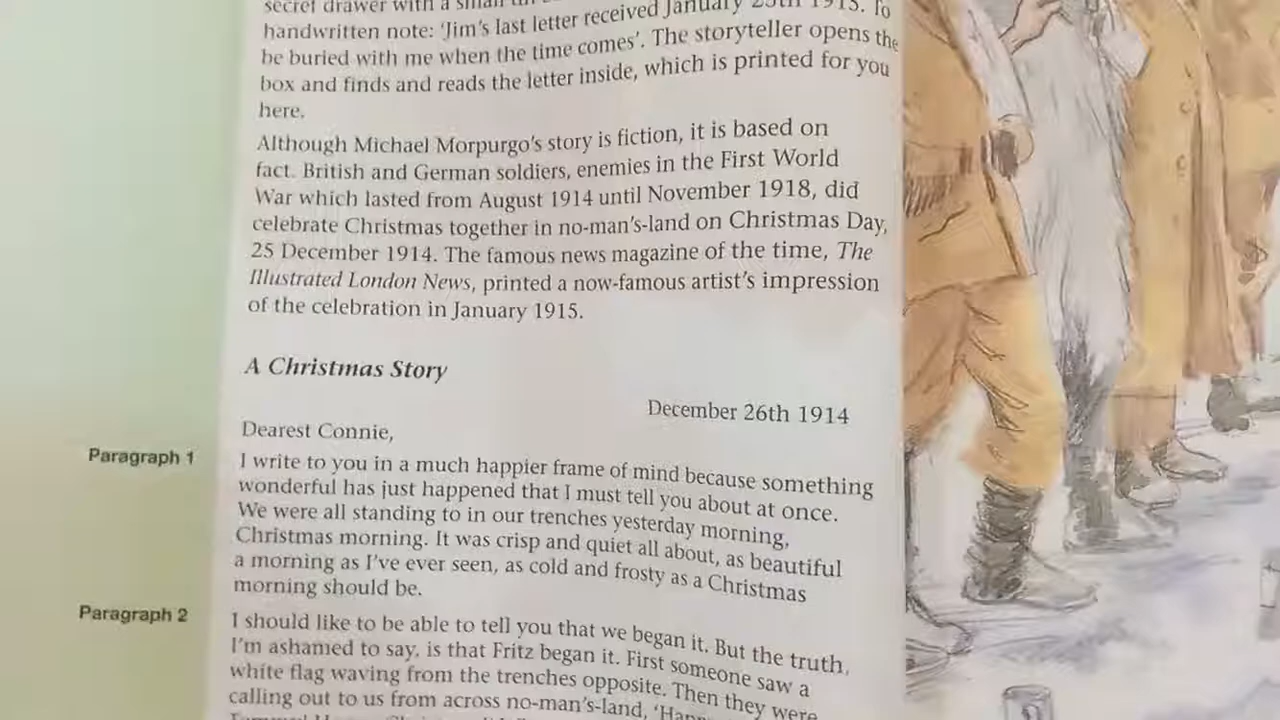 secret drawer with a small
handwritten note: ‘Jim’s last letter received January 25th 1915. To
be buried with me when the time comes’. The storyteller opens the
box and finds and reads the letter inside, which is printed for you
here.
Although Michael Morpurgo’s story is fiction, it is based on
fact. British and German soldiers, enemies in the First World
War which lasted from August 1914 until November 1918, did
celebrate Christmas together in no-man’s-land on Christmas Day,
25 December 1914. The famous news magazine of the time, The
Illustrated London News, printed a now-famous artist’s impression
of the celebration in January 1915.
A Christmas Story
December 26th 1914
Dearest Connie,
Paragraph 1
I write to you in a much happier frame of mind because something
wonderful has just happened that I must tell you about at once.
We were all standing to in our trenches yesterday morning,
Christmas morning. It was crisp and quiet all about, as beautiful
a morning as I’ve ever seen, as cold and frosty as a Christmas
morning should be.
Paragraph 2
I should like to be able to tell you that we began it. But the truth,
I’m ashamed to say, is that Fritz began it. First someone saw a
white flag waving from the trenches opposite. Then they were
calling out to us from across no-man’s-land,